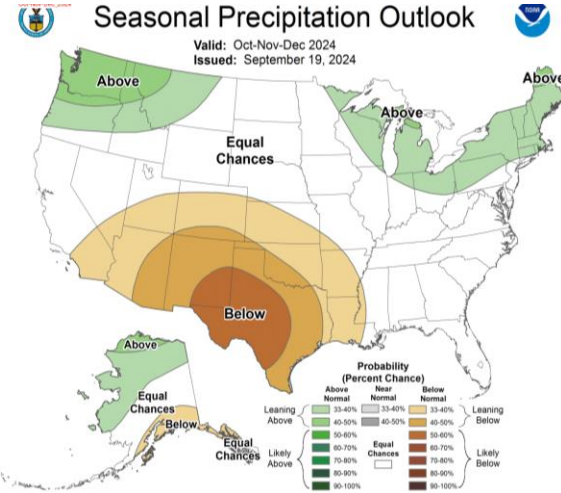 Seasonal Precipitation Outlook
Valid: Oct-Nov-Dec 2024
Issued: September 19, 2024
NOAA
Above
Above
Above
Equal
Chances
Below
Above
Equal
Chances
Below
Equal
Chances
Probability
(Percent Chance)
Above Normal
Near Normal
Below Normal
Leaning Above
33-40%
33-40%
33-40%
Leaning Below
40-50%
40-50%
40-50%
Likely Above
50-60%
60-70%
70-80%
80-90%
90-100%
Equal Chances
50-60%
60-70%
70-80%
80-90%
90-100%
Likely Below